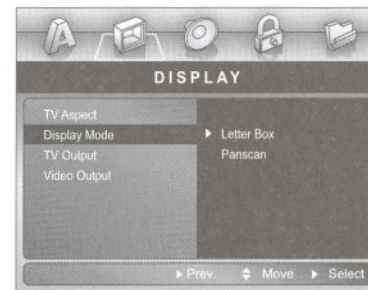 A
DISPLAY
TV Aspect
Display Mode
TV Output
Video Output
Letter Box
Panscan
Prev. Move Select